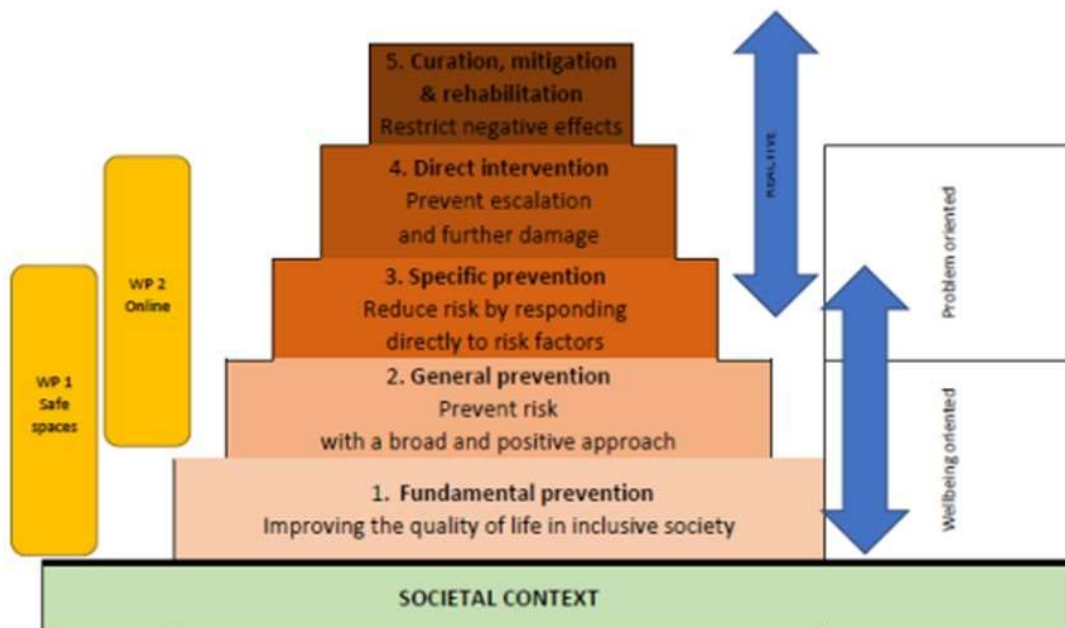 5. Curation, mitigation
& rehabilitation
Restrict negative effects
4. Direct intervention
Prevent escalation
and further damage
3. Specific prevention
Reduce risk by responding
directly to risk factors
2. General prevention
Prevent risk
with a broad and positive approach
1. Fundamental prevention
Improving the quality of life in inclusive society
WP 2
Online
WP 1
Safe
spaces
Problem oriented
Wellbeing oriented
SOCIETAL CONTEXT